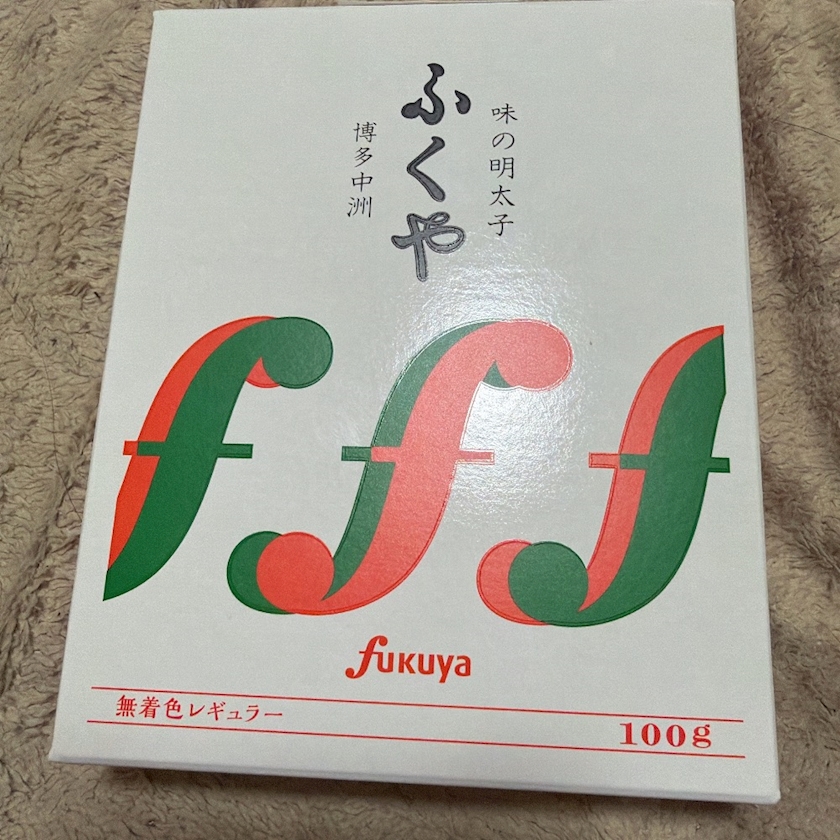 味の明太子
ふくや
博多中洲
fff
fukuya
無着色レギュラー
100g